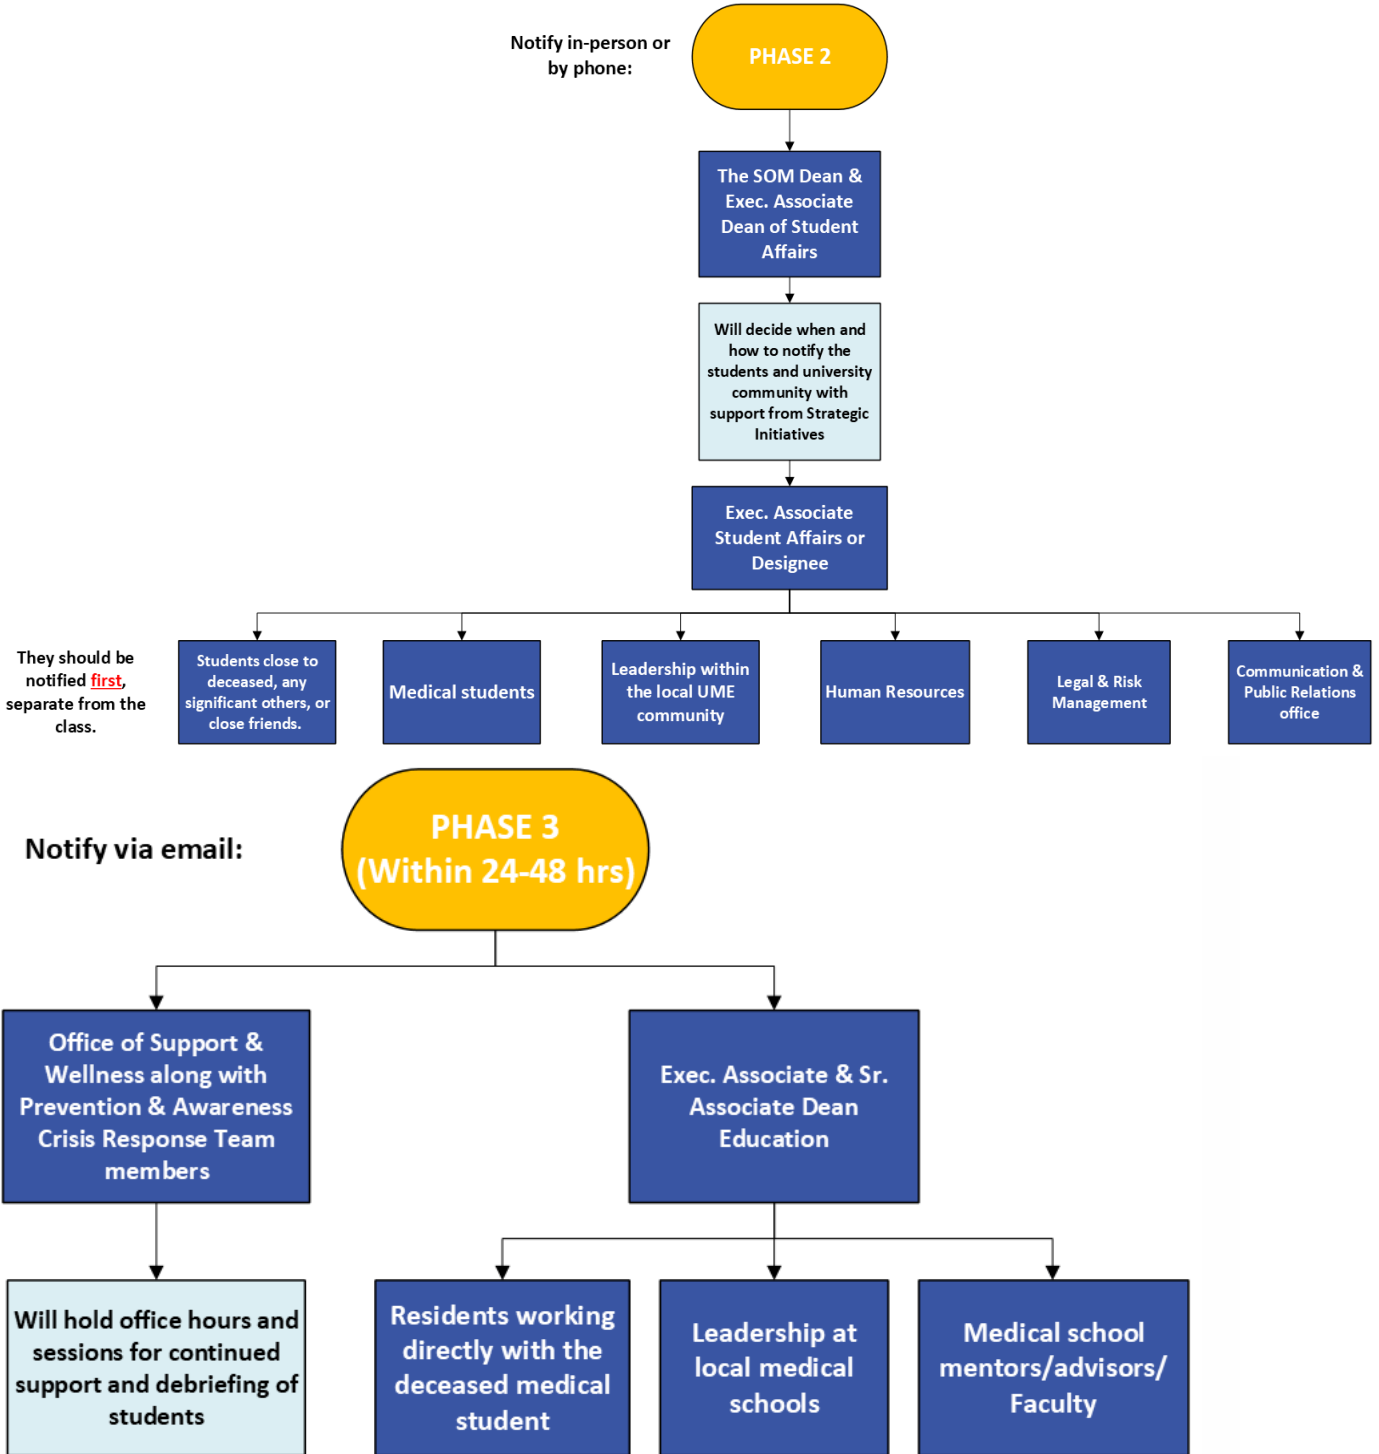 Notify in-person or
by phone:
PHASE 2
The SOM Dean &
Exec. Associate
Dean of Student
Affairs
Will decide when and
how to notify the
students and university
community with
support from Strategic
Initiatives
Exec. Associate
Student Affairs or
Designee
They should be
notified first,
separate from the
class.
Students close to
deceased, any
significant others, or
close friends.
Medical students
Leadership within
the local UME
community
Human Resources
Legal & Risk
Management
Communication &
Public Relations
office
Notify via email:
PHASE 3
(Within 24-48 hrs)
Office of Support &
Wellness along with
Prevention & Awareness
Crisis Response Team
members
Exec. Associate & Sr.
Associate Dean
Education
Will hold office hours and
sessions for continued
support and debriefing of
students
Residents working
directly with the
deceased medical
student
Leadership at
local medical
schools
Medical school
mentors/advisors/
Faculty